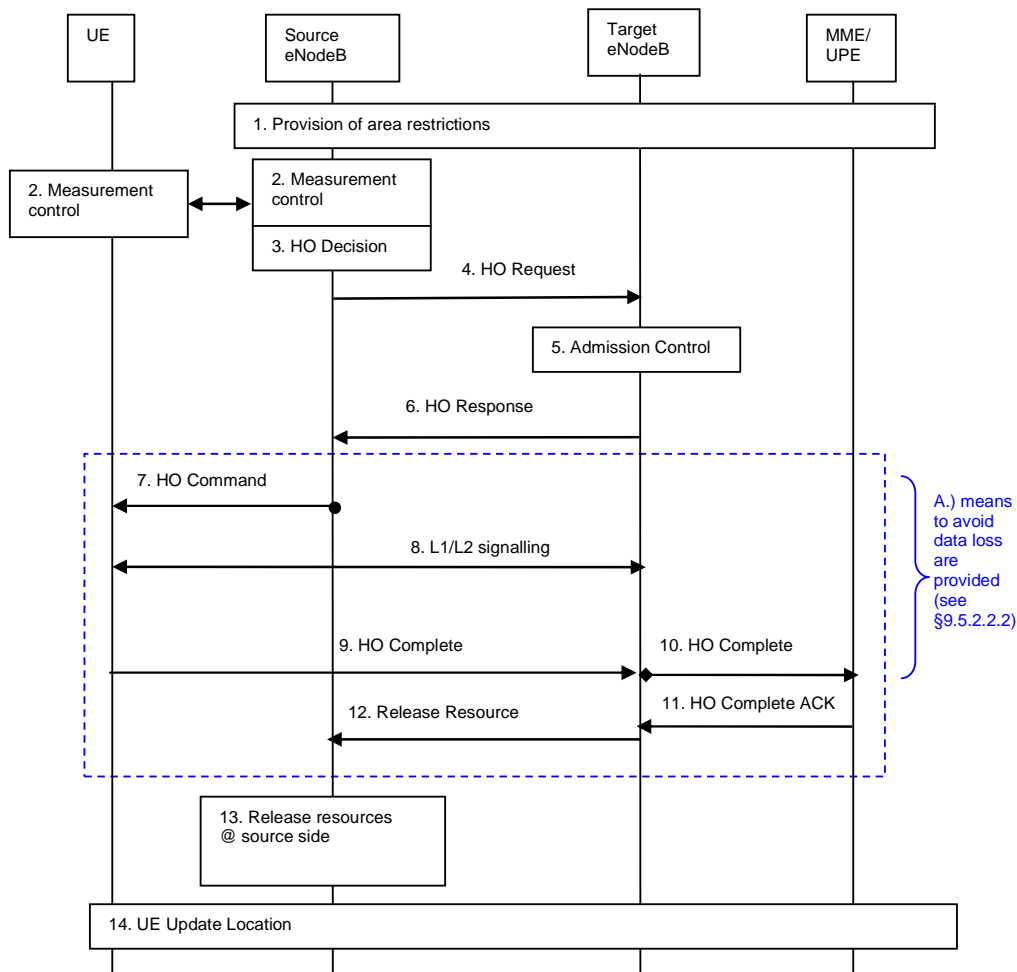 UE
Source
eNodeB
Target
eNodeB
MME/
UPE
1. Provision of area restrictions
2. Measurement
control
2. Measurement
control
3. HO Decision
4. HO Request
5. Admission Control
6. HO Response
7. HO Command
A.) means
to avoid
data loss
are
provided
(see
§9.5.2.2.2)
8. L1/L2 signalling
9. HO Complete
10. HO Complete
11. HO Complete ACK
12. Release Resource
13. Release resources
@ source side
14. UE Update Location